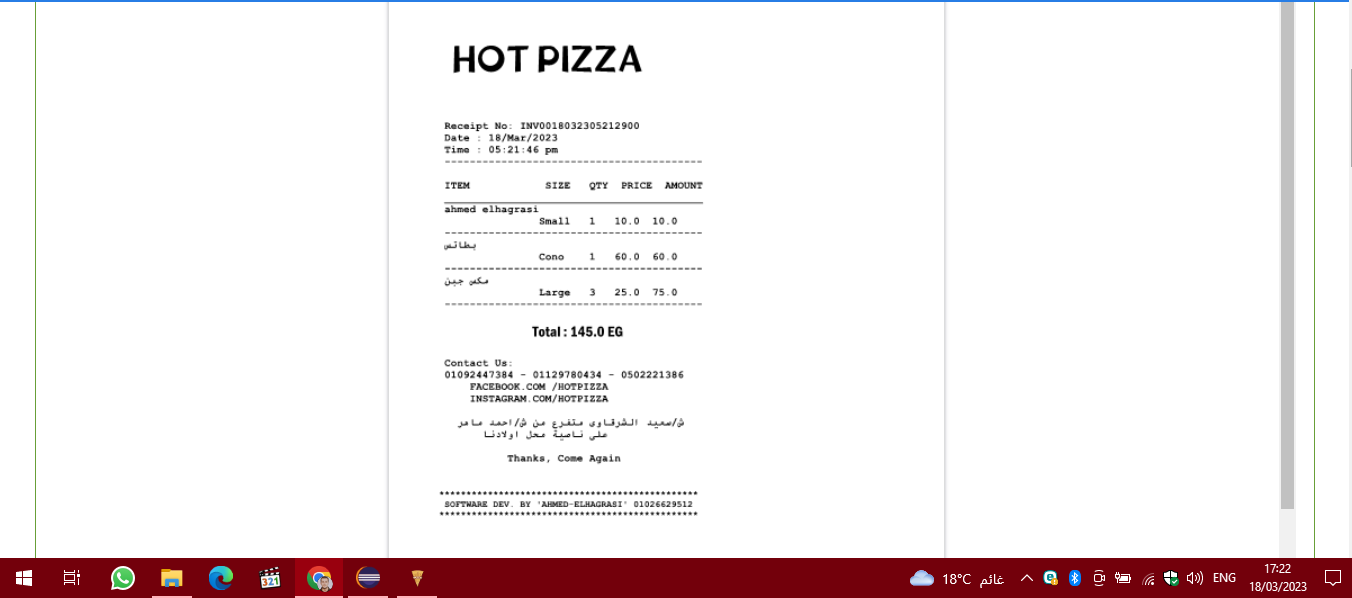 HOT PIZZA
Receipt No: INV0018032305212900
Date : 18/Mar/2023
Time : 05:21:46 pm
ITEM SIZE QTY PRICE AMOUNT
ahmed elhagrasi
Small 1 10.0 10.0
بطاتس
Cono 1 60.0 60.0
مكس جبن
Large 3 25.0 75.0
Total : 145.0 EG
Contact Us:
01092447384 - 01129780434 - 0502221386
FACEBOOK.COM /HOTPIZZA
INSTAGRAM.COM/HOTPIZZA
ش/سعيد الشرقاوى متفرع من ش/احمد ماهر
على ناصية محل اولادنا
Thanks, Come Again
************************************************
SOFTWARE DEV. BY 'AHMED-ELHAGRASI' 01026629512
************************************************
321
18°C غائم
ENG
17:22
18/03/2023